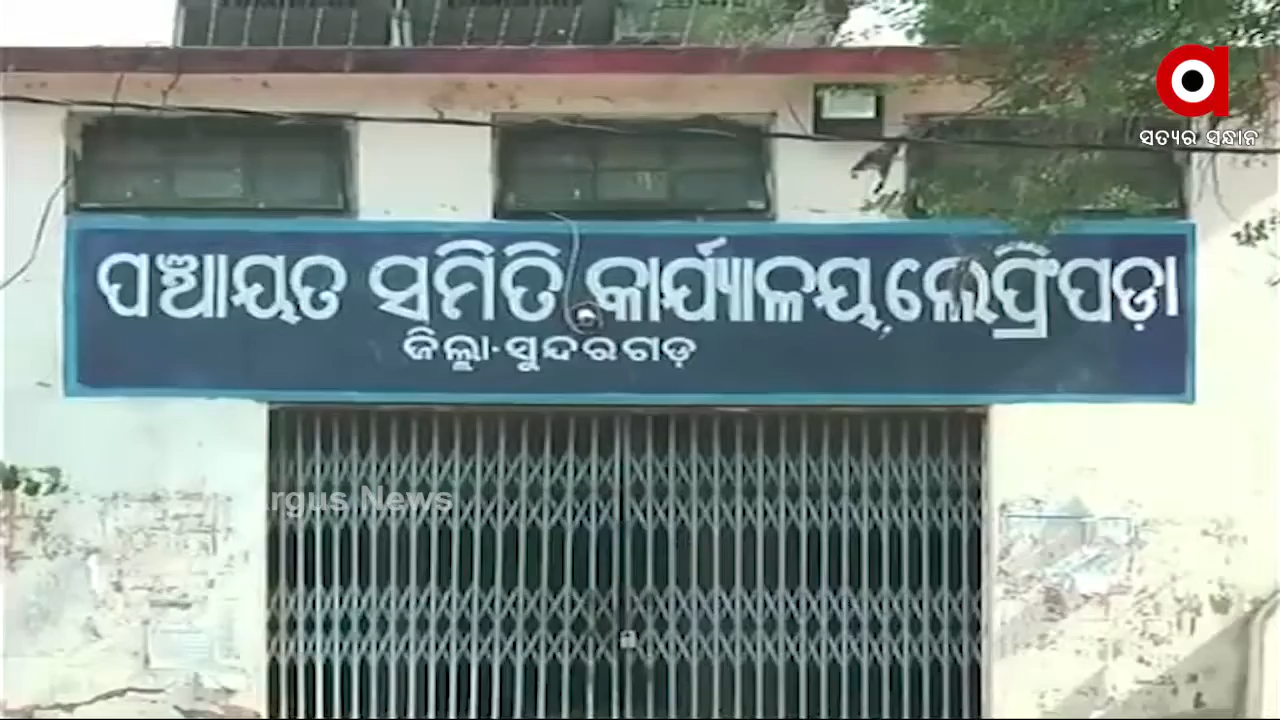 ସତ୍ୟର ସନ୍ଧାନ
ପଞ୍ଚାୟତ ସମିତି କାର୍ଯ୍ୟାଳୟ, ଲେଫ୍ରିଂପଡ଼ା
ଜିଲ୍ଲା-ସୁନ୍ଦରଗଡ଼
Argus News